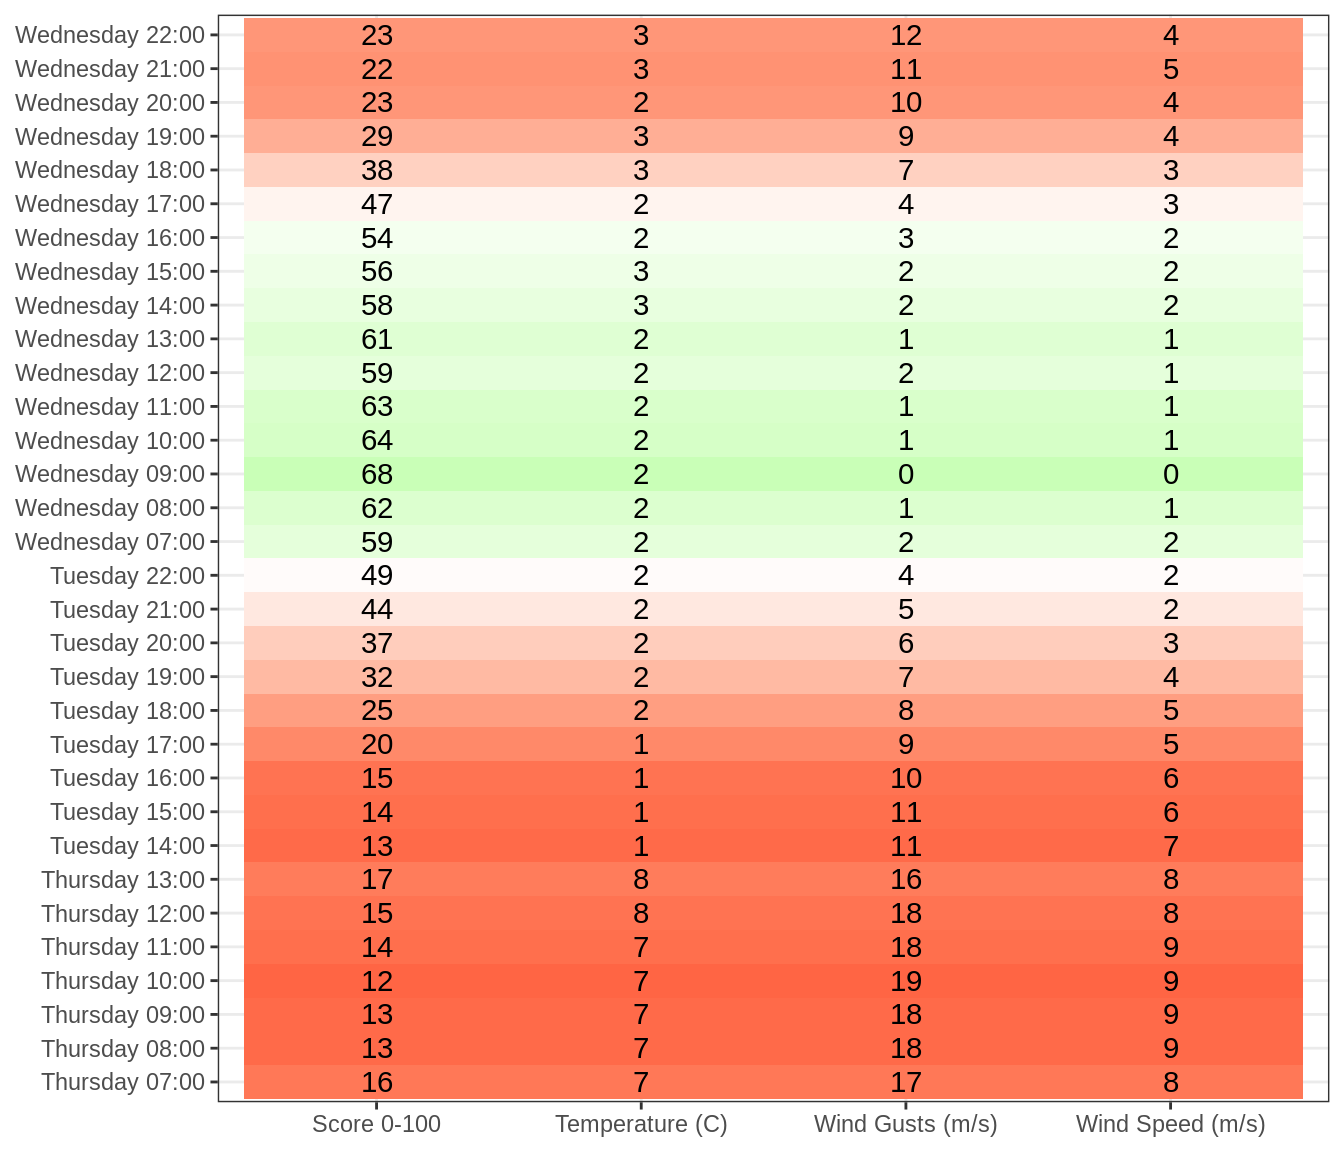 Wednesday 22:00 23 3 12 4
Wednesday 21:00 22 3 11 5
Wednesday 20:00 23 2 10 4
Wednesday 19:00 29 3 9 4
Wednesday 18:00 38 3 7 3
Wednesday 17:00 47 2 4 3
Wednesday 16:00 54 2 3 2
Wednesday 15:00 56 3 2 2
Wednesday 14:00 58 3 2 2
Wednesday 13:00 61 2 1 1
Wednesday 12:00 59 2 2 1
Wednesday 11:00 63 2 1 1
Wednesday 10:00 64 2 1 1
Wednesday 09:00 68 2 0 0
Wednesday 08:00 62 2 1 1
Wednesday 07:00 59 2 2 2
Tuesday 22:00 49 2 4 2
Tuesday 21:00 44 2 5 2
Tuesday 20:00 37 2 6 3
Tuesday 19:00 32 2 7 4
Tuesday 18:00 25 2 8 5
Tuesday 17:00 20 1 9 5
Tuesday 16:00 15 1 10 6
Tuesday 15:00 14 1 11 6
Tuesday 14:00 13 1 11 7
Thursday 13:00 17 8 16 8
Thursday 12:00 15 8 18 8
Thursday 11:00 14 7 18 9
Thursday 10:00 12 7 19 9
Thursday 09:00 13 7 18 9
Thursday 08:00 13 7 18 9
Thursday 07:00 16 7 17 8
Score 0-100 Temperature (C) Wind Gusts (m/s) Wind Speed (m/s)